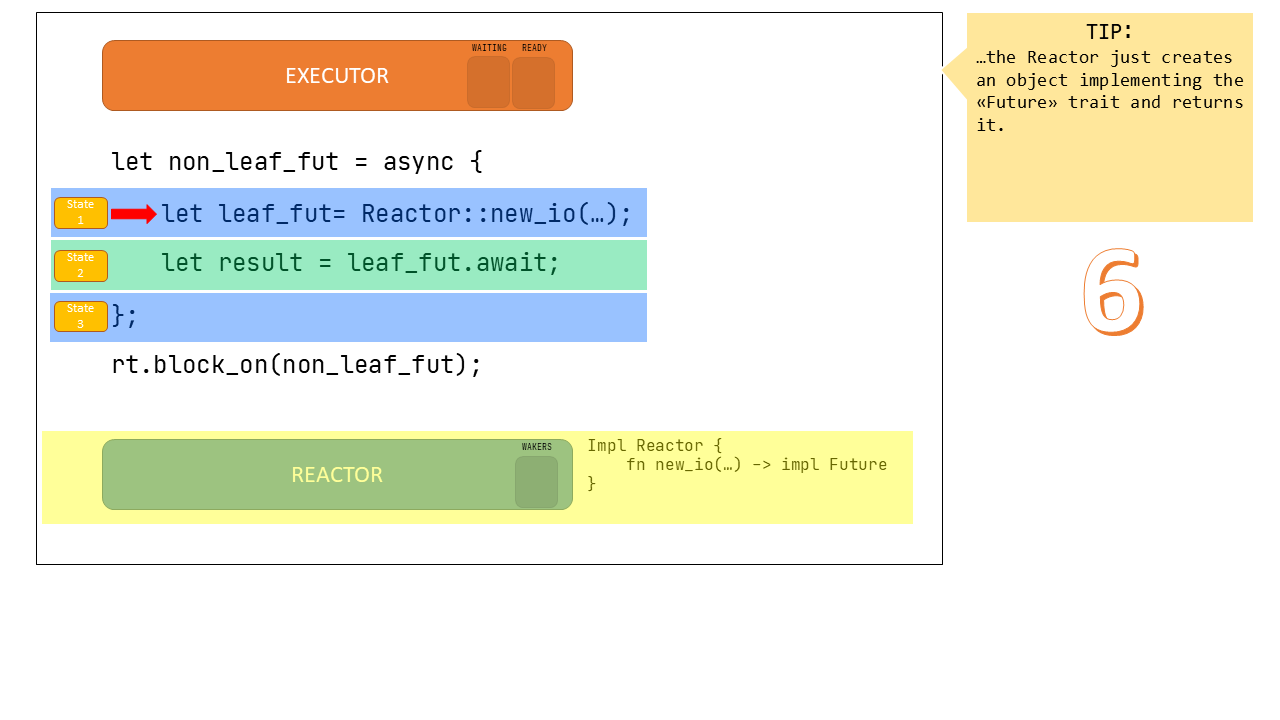 WAITING READY
EXECUTOR
let non_leaf_fut = async {
State
1
let leaf_fut= Reactor::new_io(…);
State
2
let result = leaf_fut.await;
State
3
};
rt.block_on(non_leaf_fut);
WAKERS
REACTOR
Impl Reactor {
fn new_io(…) -> impl Future
}
TIP:
…the Reactor just creates
an object implementing the
«Future» trait and returns
it.
6